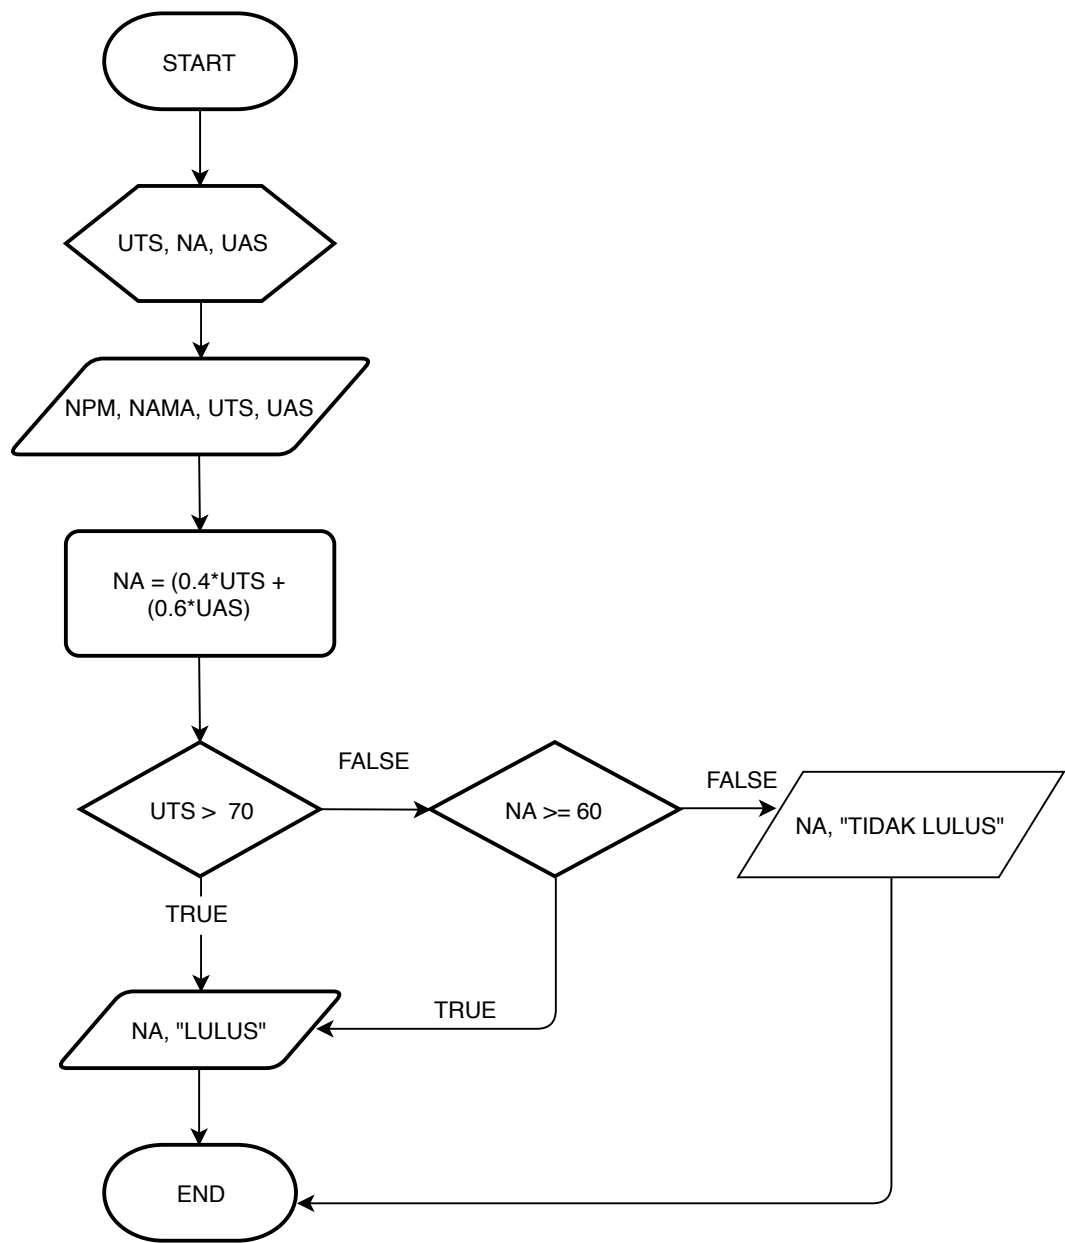 START
UTS, NA, UAS
NPM, NAMA, UTS, UAS
NA = (0.4*UTS +
(0.6*UAS)
UTS >  70
FALSE
NA >= 60
FALSE
NA, "TIDAK LULUS"
TRUE
NA, "LULUS"
TRUE
END